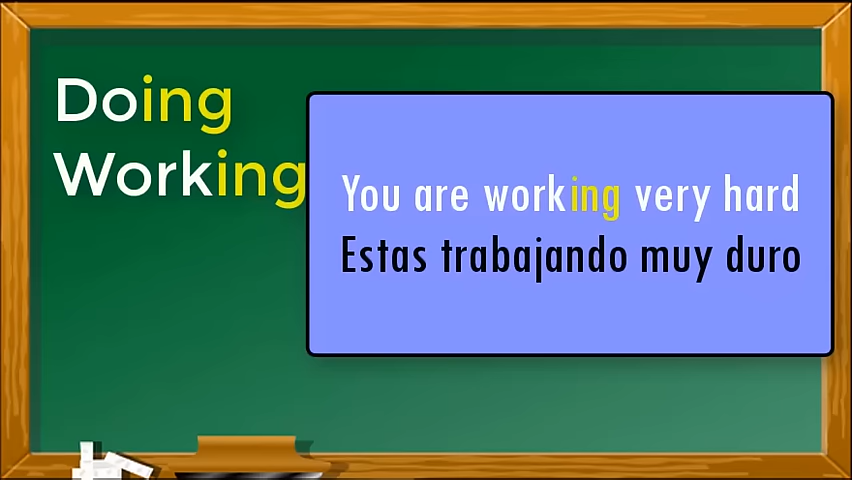 Doing
Working
You are working very hard
Estas trabajando muy duro